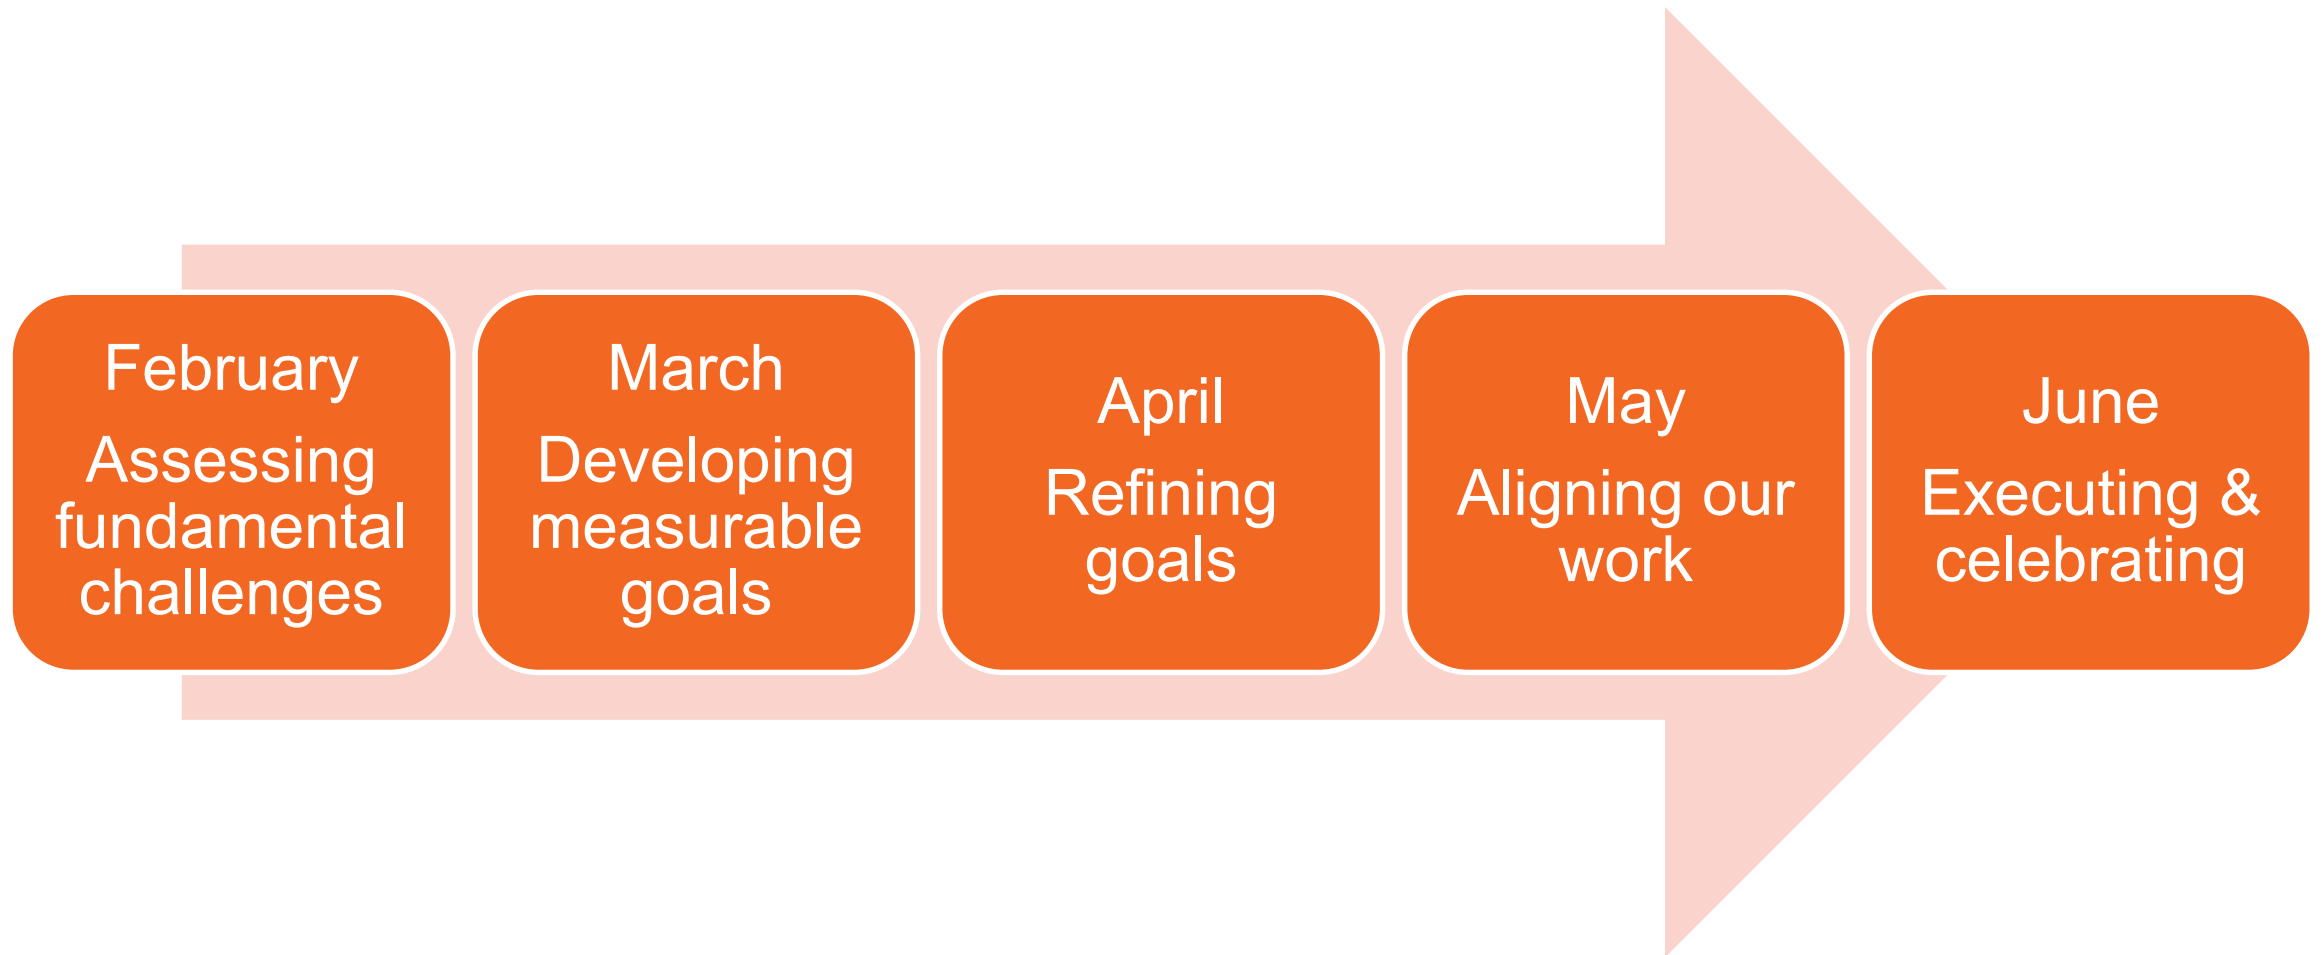 February
Assessing
fundamental
challenges
March
Developing
measurable
goals
April
Refining
goals
May
Aligning our
work
June
Executing &
celebrating